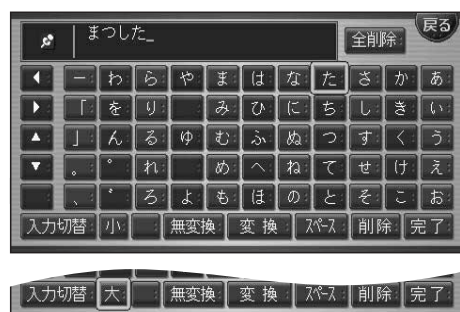 まつした_ 全削除 戻る
ー わ ら や ま は な た さ か あ
「 を り み ひ に ち し き い
」 ん る ゆ む ふ ぬ つ す く う
。 ゜ れ め へ ね て せ け え
、 ゛ ろ よ も ほ の と そ こ お
入力切替 小 無変換 変換 スペース 削除 完了
入力切替 大 無変換 変換 スペース 削除 完了